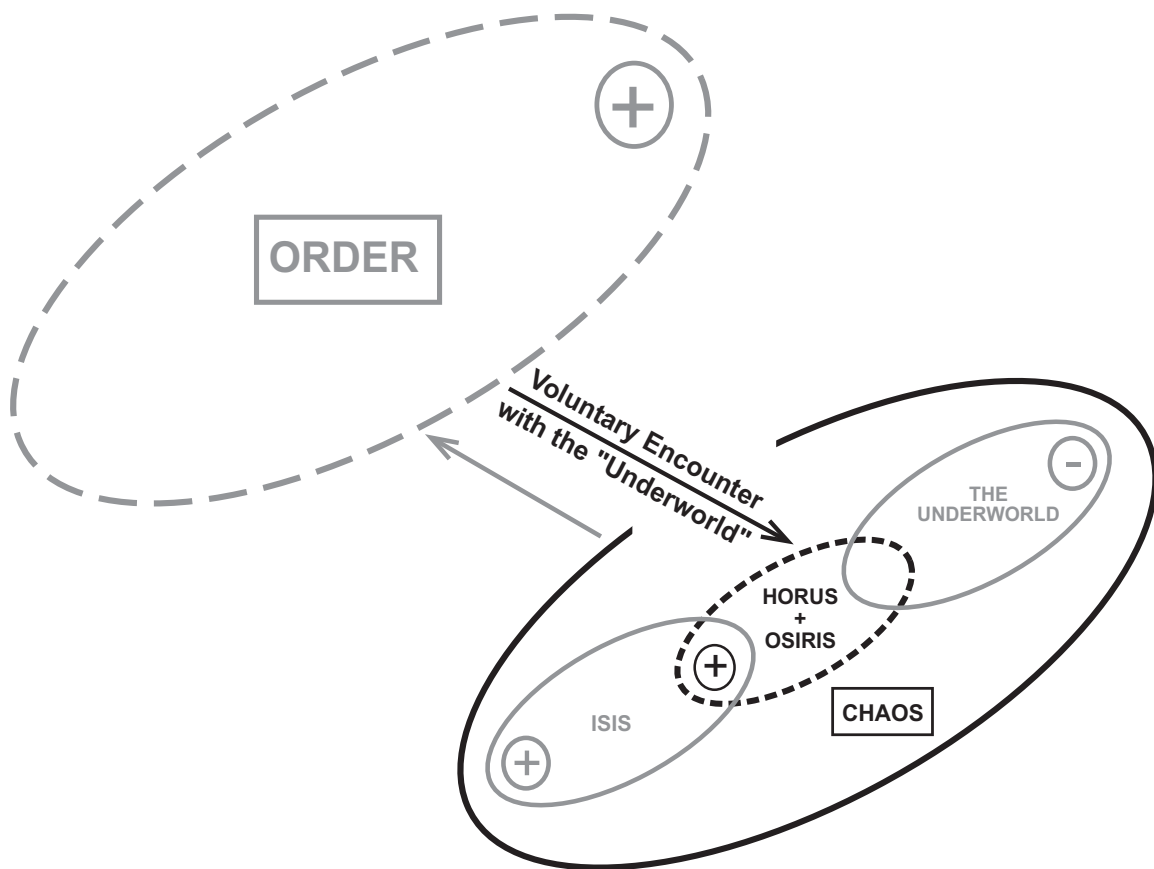 +
ORDER
Voluntary Encounter
with the "Underworld"
-
THE
UNDERWORLD
HORUS
+
OSIRIS
+
CHAOS
ISIS
+